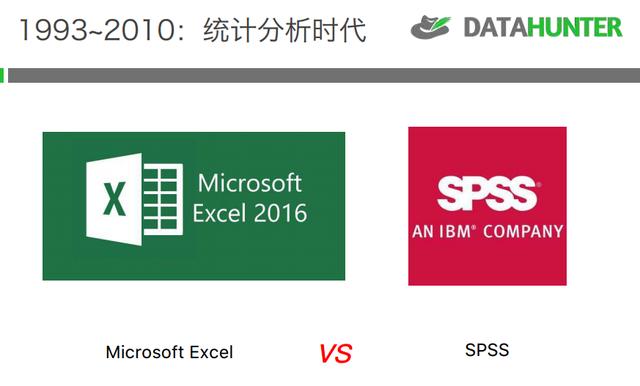 1993~2010：统计分析时代
DATAHUNTER
X
Microsoft
Excel 2016
SPSS®
AN IBM® COMPANY
Microsoft Excel
VS
SPSS